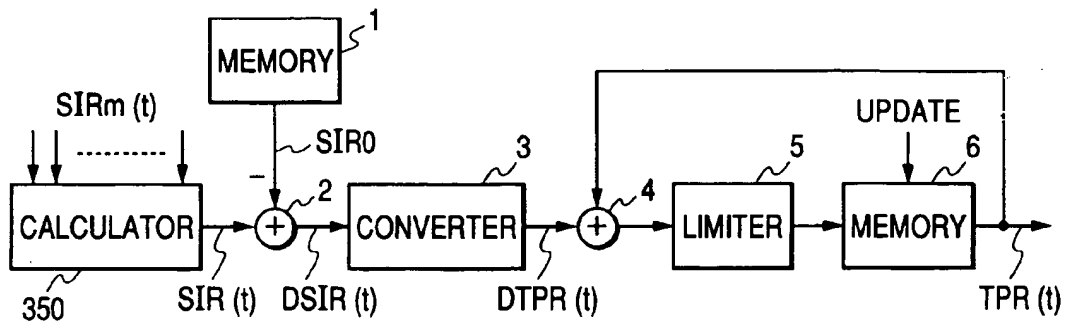 1
MEMORY
SIRm (t)
SIR0
UPDATE
−
2
3
4
5
6
CALCULATOR
+
CONVERTER
+
LIMITER
MEMORY
350
SIR (t)
DSIR (t)
DTPR (t)
TPR (t)